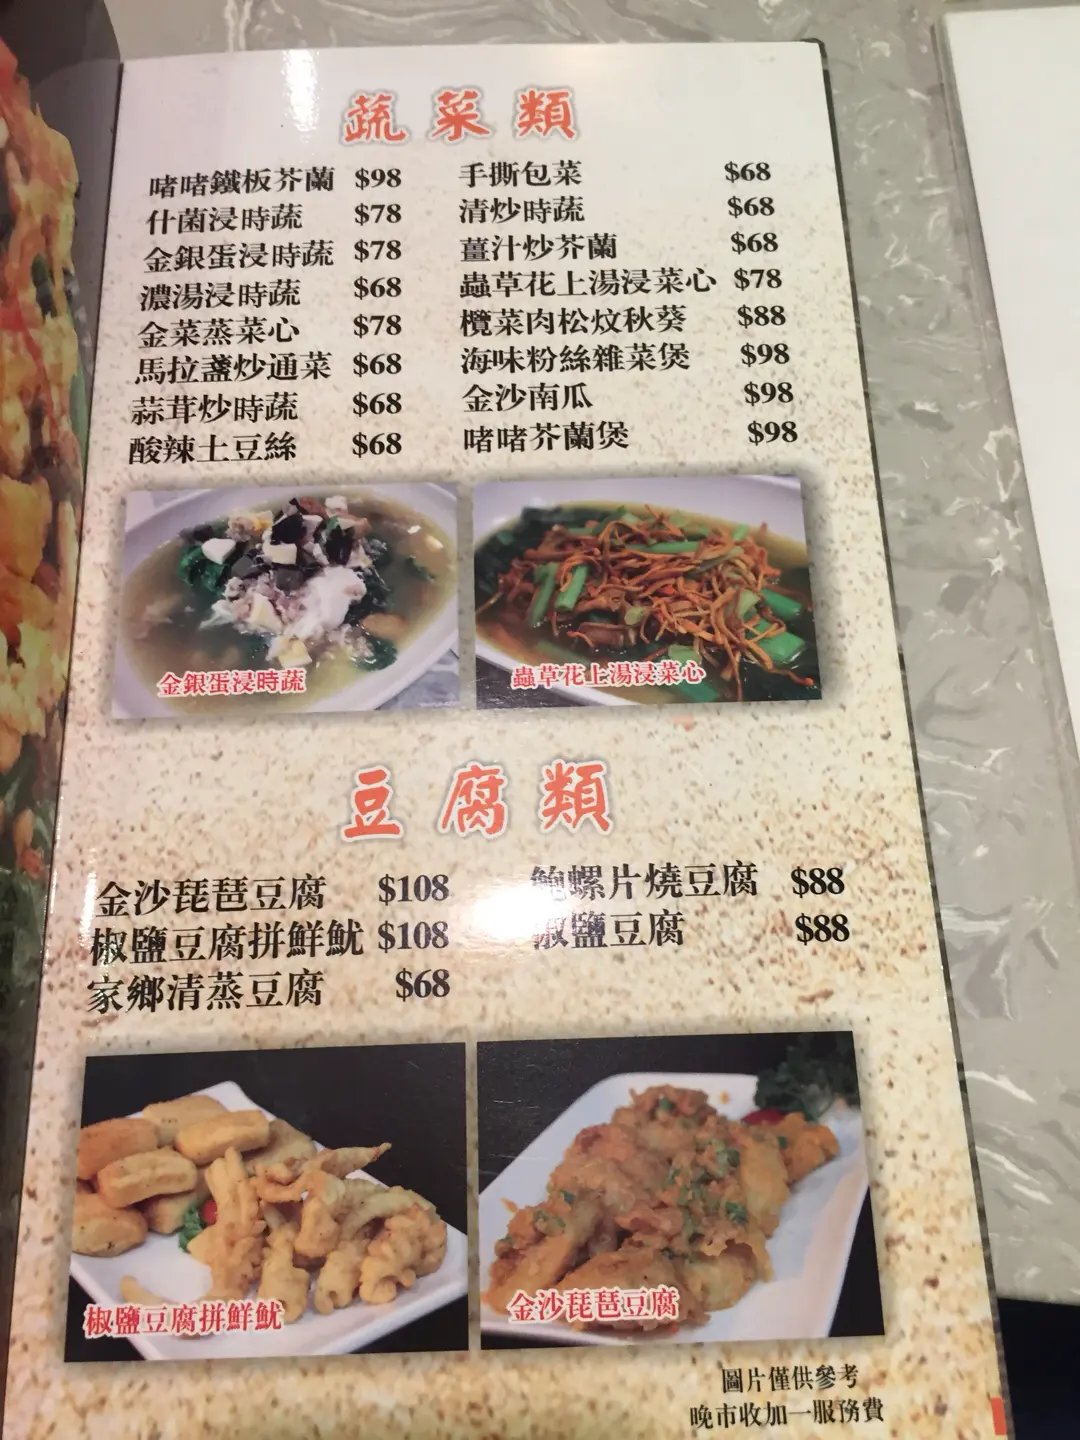 蔬菜類
啫啫鐵板芥蘭 $98
什菌浸時蔬 $78
金銀蛋浸時蔬 $78
濃湯浸時蔬 $68
金菜蒸菜心 $78
馬拉盞炒通菜 $68
蒜茸炒時蔬 $68
酸辣土豆絲 $68
手撕包菜 $68
清炒時蔬 $68
薑汁炒芥蘭 $68
蟲草花上湯浸菜心 $78
欖菜肉松炆秋葵 $88
海味粉絲雜菜煲 $98
金沙南瓜 $98
啫啫芥蘭煲 $98
金銀蛋浸時蔬
蟲草花上湯浸菜心
豆腐類
金沙琵琶豆腐 $108
椒鹽豆腐拼鮮魷 $108
家鄉清蒸豆腐 $68
鮑螺片燒豆腐 $88
椒鹽豆腐 $88
椒鹽豆腐拼鮮魷
金沙琵琶豆腐
圖片僅供參考
晚市收加一服務費